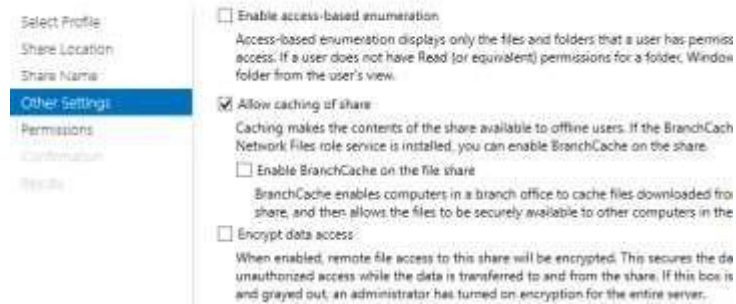 Select Profile
Share Location
Share Name
Other Settings
Permissions
Confirmation
Results
Enable access-based enumeration
Access-based enumeration displays only the files and folders that a user has permiss
access. If a user does not have Read (or equivalent) permissions for a folder, Window
folder from the user's view.
Allow caching of share
Caching makes the contents of the share available to offline users. If the BranchCach
Network Files role service is installed, you can enable BranchCache on the share.
Enable BranchCache on the file share
BranchCache enables computers in a branch office to cache files downloaded fro
share, and then allows the files to be securely available to other computers in the
Encrypt data access
When enabled, remote file access to this share will be encrypted. This secures the da
unauthorized access while the data is transferred to and from the share. If this box is
and grayed out, an administrator has turned on encryption for the entire server.